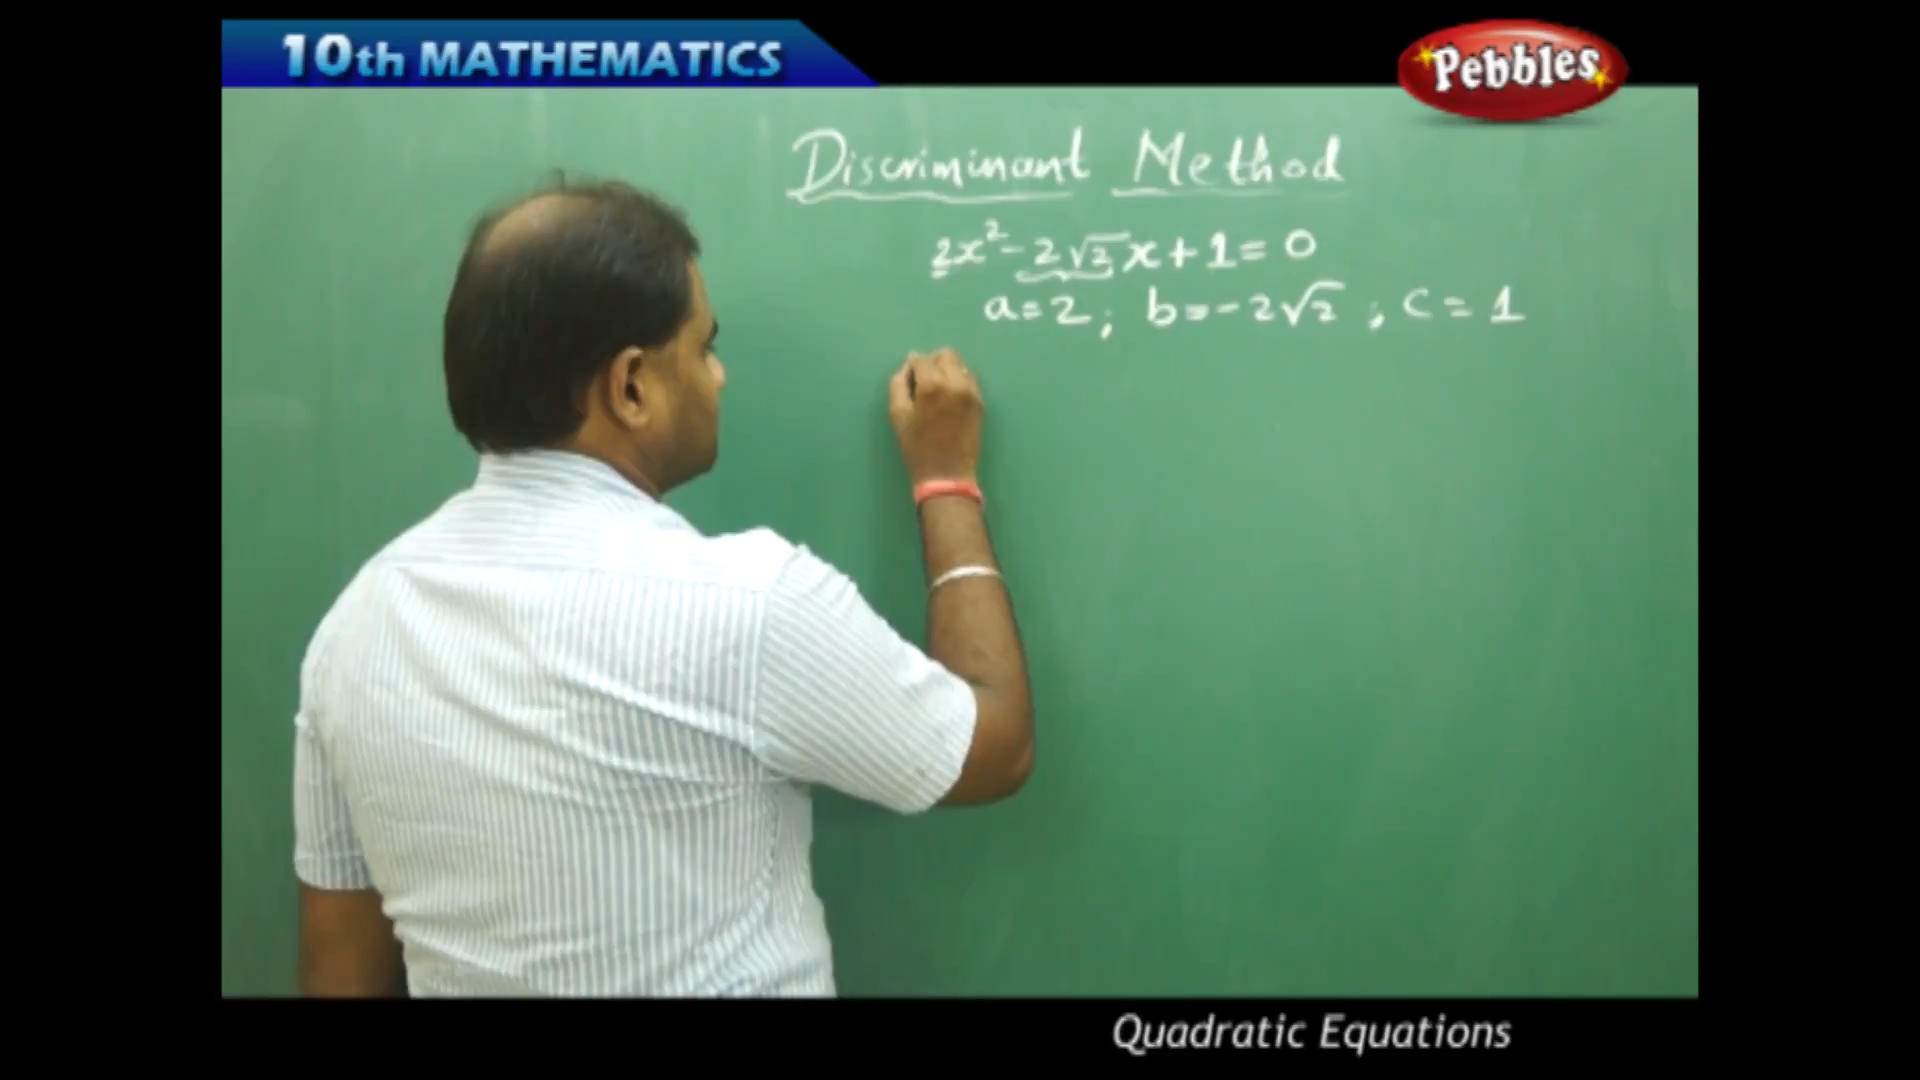 10th MATHEMATICS
Pebbles
Discriminant Method
2x² - 2√2x + 1 = 0
a = 2 ; b = -2√2 ; c = 1
Quadratic Equations